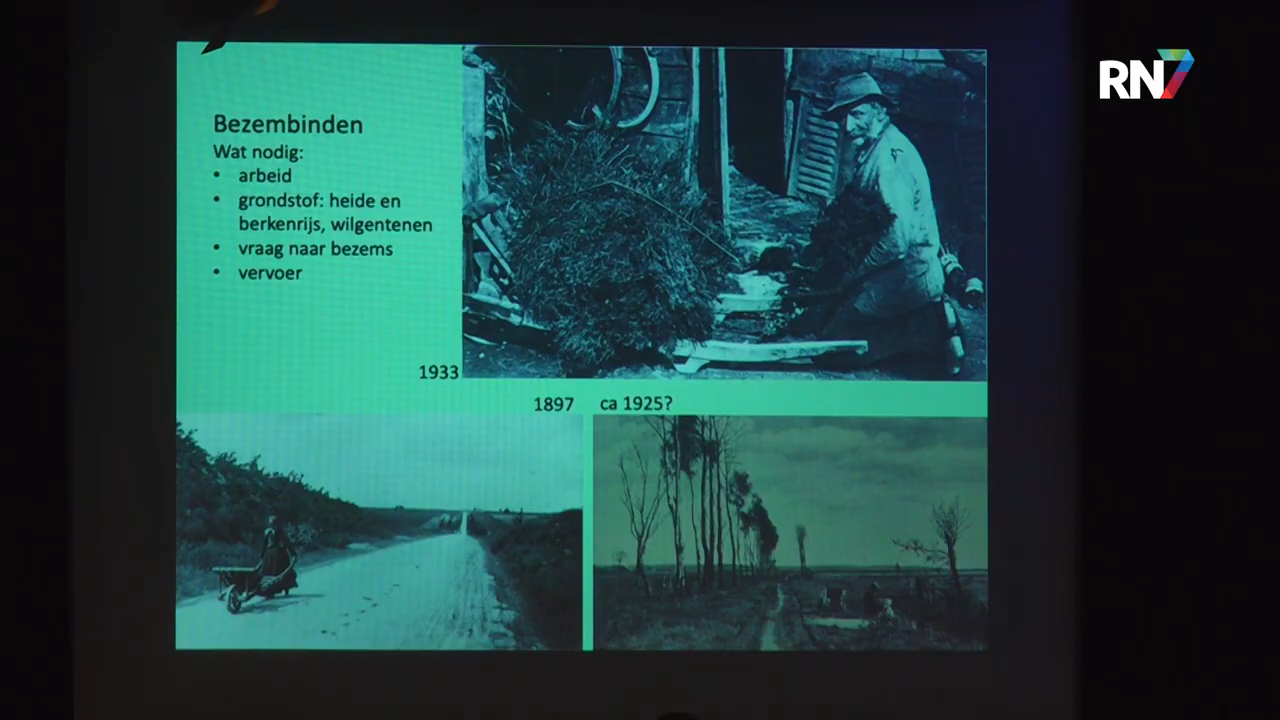 RN7
Bezembinden
Wat nodig:
• arbeid
• grondstof: heide en
berkenrijs, wilgentenen
• vraag naar bezems
• vervoer
1933
1897
ca 1925?